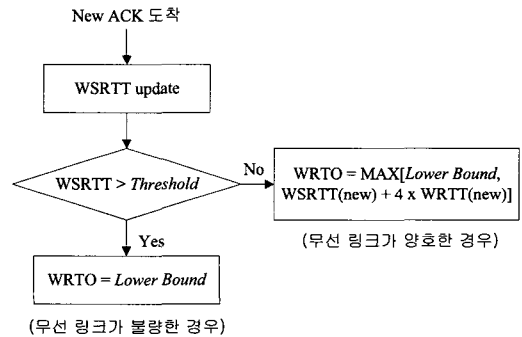 New ACK 도착
WSRTT update
WSRTT > Threshold
No
WRTO = MAX[Lower Bound,
WSRTT(new) + 4 x WRTT(new)]
(무선 링크가 양호한 경우)
Yes
WRTO = Lower Bound
(무선 링크가 불량한 경우)